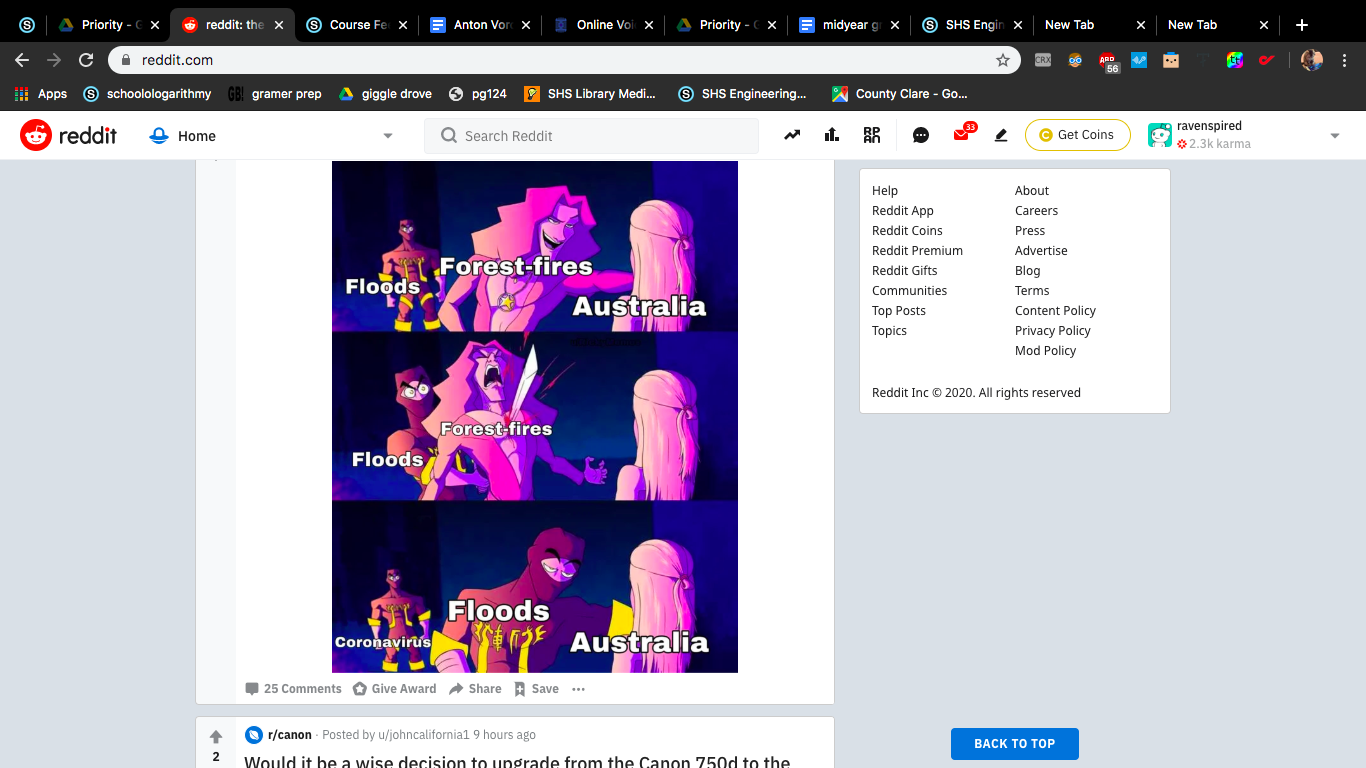 Priority - G
reddit: the
Course Fe
Anton Vor
Online Voi
Priority - G
midyear g
SHS Engin
New Tab
New Tab
reddit.com
CRX
ABP
56
Apps
schoolologarithmy
GB!
gramer prep
giggle drove
pg124
SHS Library Medi...
SHS Engineering...
County Clare - Go...
reddit
Home
Search Reddit
33
Get Coins
ravenspired
2.3k karma
Forest-fires
Floods
Australia
Forest-fires
Floods
Floods
Coronavirus
Australia
25 Comments
Give Award
Share
Save
2
r/canon · Posted by u/johncalifornia1 9 hours ago
Would it be a wise decision to upgrade from the Canon 750d to the
Help
About
Reddit App
Careers
Reddit Coins
Press
Reddit Premium
Advertise
Reddit Gifts
Blog
Communities
Terms
Top Posts
Content Policy
Topics
Privacy Policy
Mod Policy
Reddit Inc © 2020. All rights reserved
BACK TO TOP